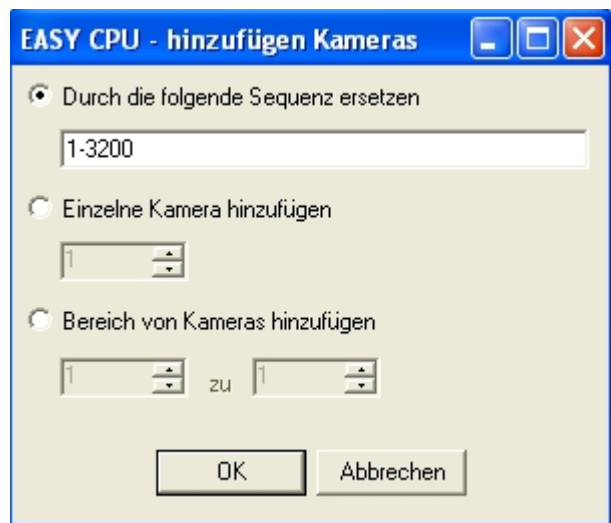 EASY CPU - hinzufügen Kameras
Durch die folgende Sequenz ersetzen
1-3200
Einzelne Kamera hinzufügen
1
Bereich von Kameras hinzufügen
1 zu 1
OK Abbrechen